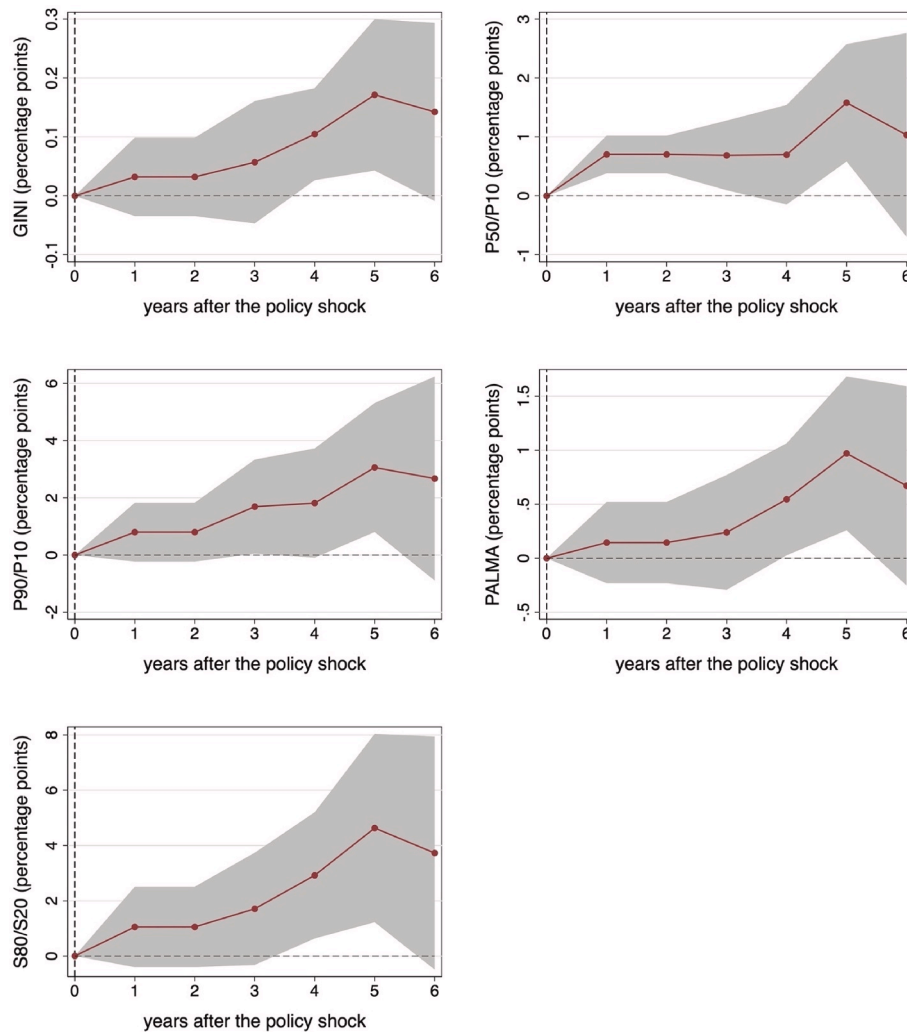 GINI (percentage points)
0.3
0.2
0.1
0.0
-0.1
0 1 2 3 4 5 6
years after the policy shock
P50/P10 (percentage points)
3
2
1
0
-1
0 1 2 3 4 5 6
years after the policy shock
P90/P10 (percentage points)
6
4
2
0
-2
0 1 2 3 4 5 6
years after the policy shock
PALMA (percentage points)
1.5
1
.5
0
-.5
0 1 2 3 4 5 6
years after the policy shock
S80/S20 (percentage points)
8
6
4
2
0
0 1 2 3 4 5 6
years after the policy shock